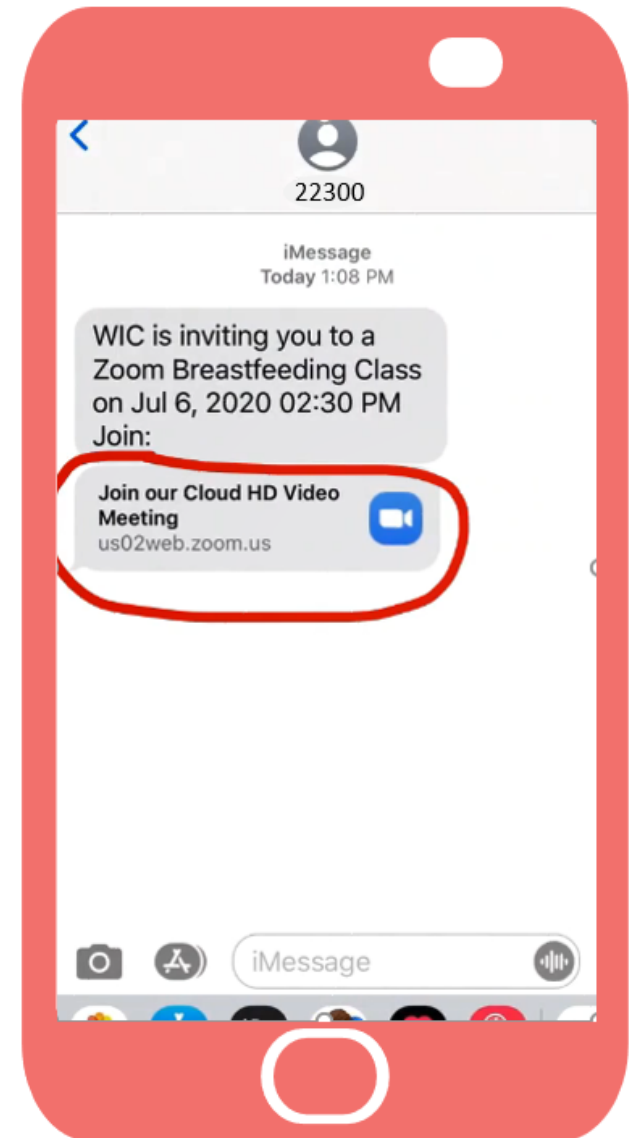 22300
iMessage
Today 1:08 PM
WIC is inviting you to a
Zoom Breastfeeding Class
on Jul 6, 2020 02:30 PM
Join:
Join our Cloud HD Video
Meeting
us02web.zoom.us
iMessage